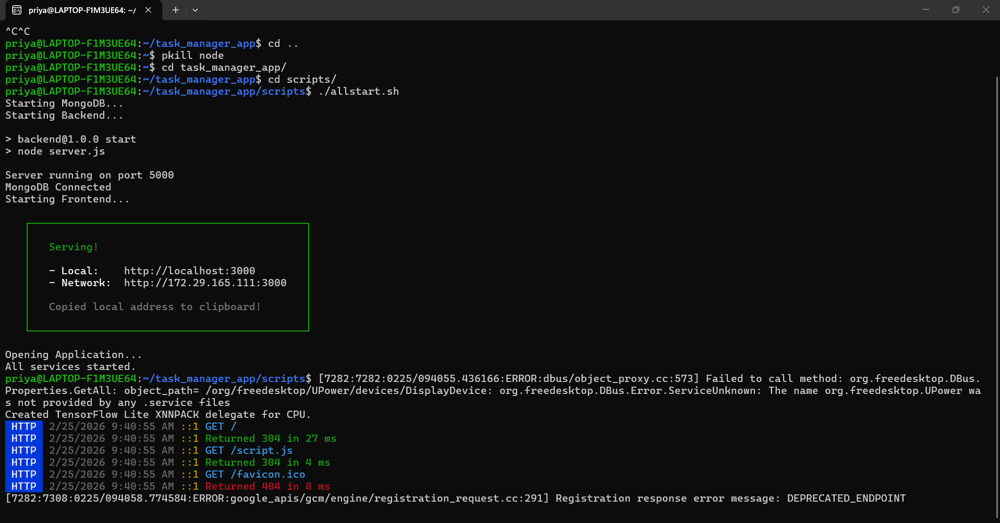 priya@LAPTOP-F1M3UE64: ~/
^C^C
priya@LAPTOP-F1M3UE64:~/task_manager_app$ cd ..
priya@LAPTOP-F1M3UE64:~$ pkill node
priya@LAPTOP-F1M3UE64:~$ cd task_manager_app/
priya@LAPTOP-F1M3UE64:~/task_manager_app$ cd scripts/
priya@LAPTOP-F1M3UE64:~/task_manager_app/scripts$ ./allstart.sh
Starting MongoDB...
Starting Backend...
> backend@1.0.0 start
> node server.js
Server running on port 5000
MongoDB Connected
Starting Frontend...
Serving!
- Local:    http://localhost:3000
- Network:  http://172.29.165.111:3000
Copied local address to clipboard!
Opening Application...
All services started.
priya@LAPTOP-F1M3UE64:~/task_manager_app/scripts$ [7282:7282:0225/094055.436166:ERROR:dbus/object_proxy.cc:573] Failed to call method: org.freedesktop.DBus.
Properties.GetAll: object_path= /org/freedesktop/UPower/devices/DisplayDevice: org.freedesktop.DBus.Error.ServiceUnknown: The name org.freedesktop.UPower wa
s not provided by any .service files
Created TensorFlow Lite XNNPACK delegate for CPU.
HTTP 2/25/2026 9:40:55 AM ::1 GET /
HTTP 2/25/2026 9:40:55 AM ::1 Returned 304 in 27 ms
HTTP 2/25/2026 9:40:55 AM ::1 GET /script.js
HTTP 2/25/2026 9:40:55 AM ::1 Returned 304 in 4 ms
HTTP 2/25/2026 9:40:55 AM ::1 GET /favicon.ico
HTTP 2/25/2026 9:40:55 AM ::1 Returned 404 in 8 ms
[7282:7308:0225/094058.774584:ERROR:google_apis/gcm/engine/registration_request.cc:291] Registration response error message: DEPRECATED_ENDPOINT